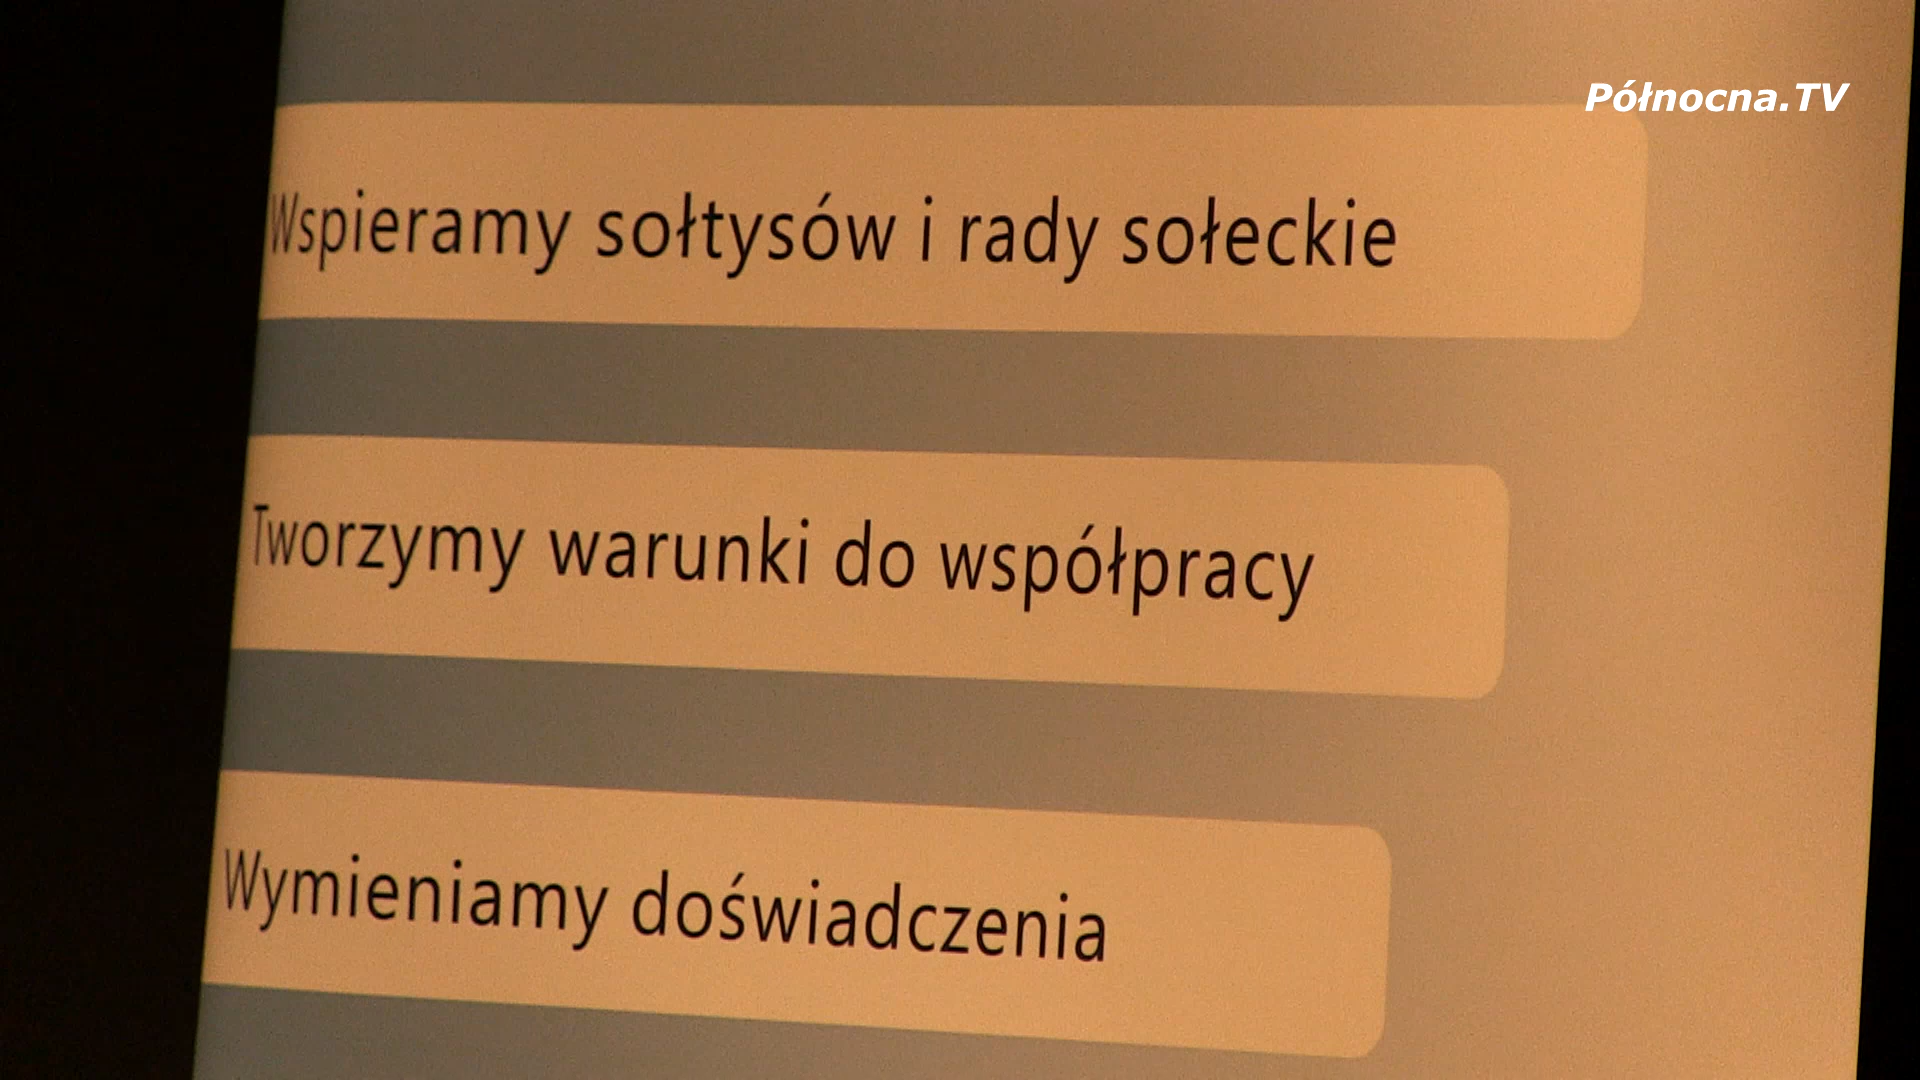 Północna.TV
Wspieramy sołtysów i rady sołeckie
Tworzymy warunki do współpracy
Wymieniamy doświadczenia